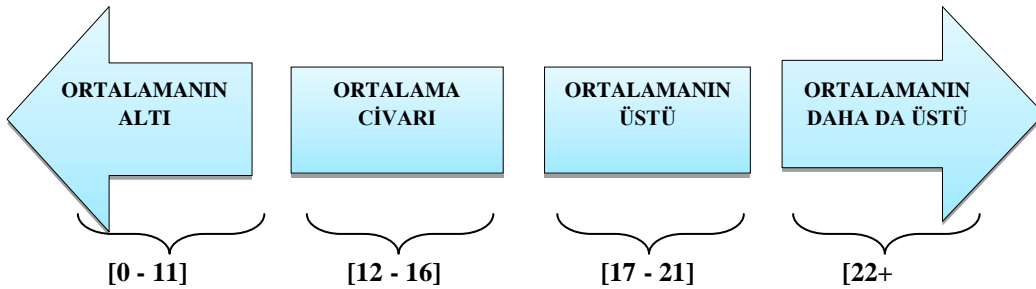 ORTALAMANIN
ALTI
ORTALAMA
CİVARI
ORTALAMANIN
ÜSTÜ
ORTALAMANIN
DAHA DA ÜSTÜ
[0 - 11]
[12 - 16]
[17 - 21]
[22+